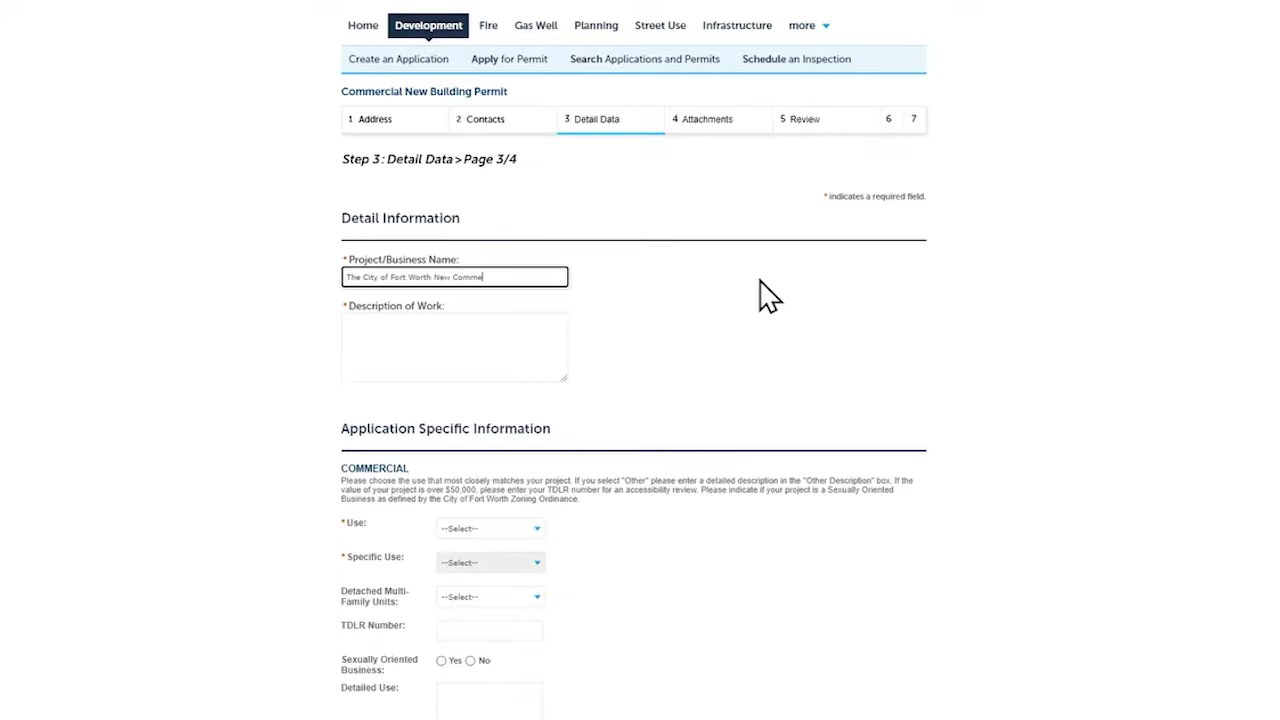 Home Development Fire Gas Well Planning Street Use Infrastructure more
Create an Application Apply for Permit Search Applications and Permits Schedule an Inspection
Commercial New Building Permit
1 Address 2 Contacts 3 Detail Data 4 Attachments 5 Review 6 7
Step 3: Detail Data > Page 3/4
* indicates a required field.
Detail Information
* Project/Business Name:
The City of Fort Worth New Comme
* Description of Work:
Application Specific Information
COMMERCIAL
Please choose the use that most closely matches your project. If you select "Other" please enter a detailed description in the "Other Description" box. If the
value of your project is over $50,000, please enter your TDLR number for an accessibility review. Please indicate if your project is a Sexually Oriented
Business as defined by the City of Fort Worth Zoning Ordinance.
* Use: --Select--
* Specific Use: --Select--
Detached Multi-
Family Units: --Select--
TDLR Number:
Sexually Oriented
Business: Yes No
Detailed Use: